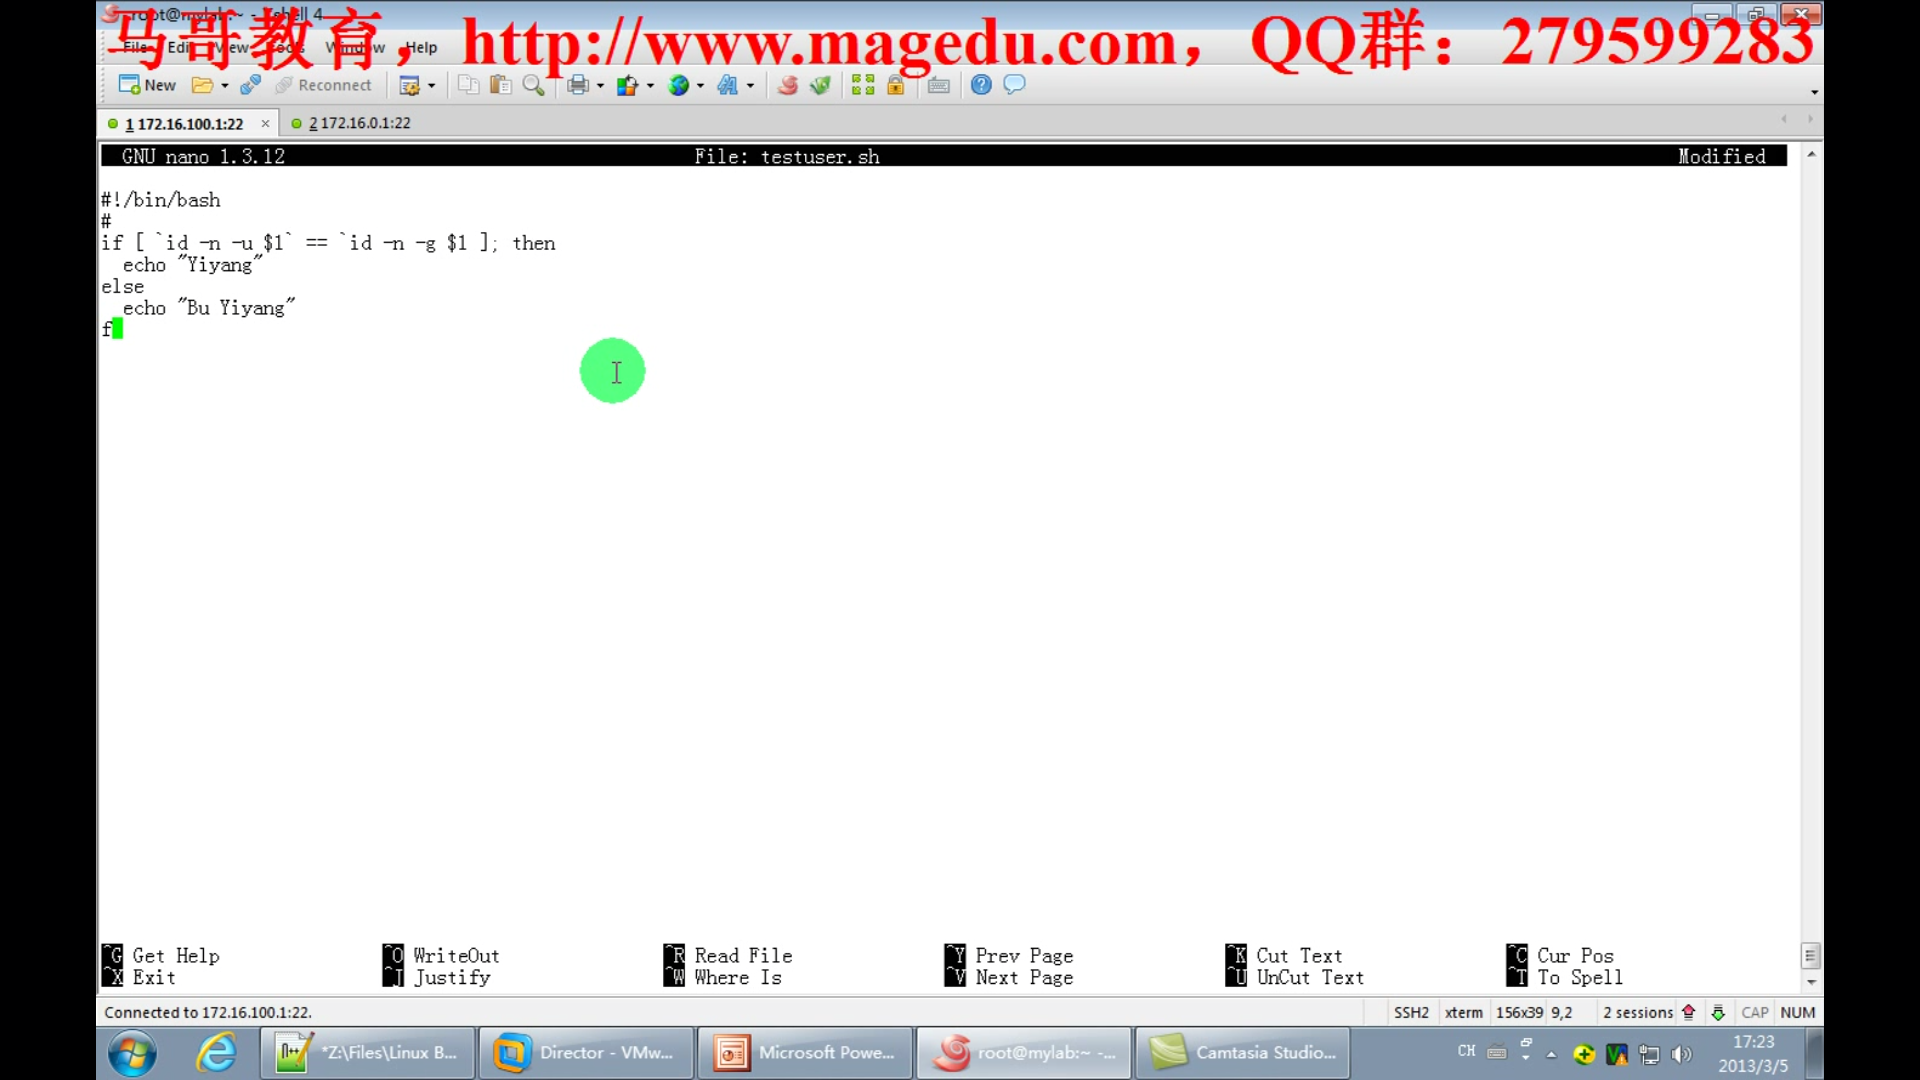 root@mylab:~ - Xshell 4
马哥教育，http://www.magedu.com，QQ群：279599283
File Edit View Tools Window Help
New Reconnect
1 172.16.100.1:22 × 2 172.16.0.1:22
GNU nano 1.3.12 File: testuser.sh Modified
#!/bin/bash
#
if [ `id -n -u $1` == `id -n -g $1 ]; then
echo "Yiyang"
else
echo "Bu Yiyang"
f
^G Get Help ^O WriteOut ^R Read File ^Y Prev Page ^K Cut Text ^C Cur Pos
^X Exit ^J Justify ^W Where Is ^V Next Page ^U UnCut Text ^T To Spell
Connected to 172.16.100.1:22. SSH2 xterm 156x39 9,2 2 sessions CAP NUM
*Z:\Files\Linux B... Director - VMw... Microsoft Powe... root@mylab:~ -... Camtasia Studio... CH 17:23
2013/3/5